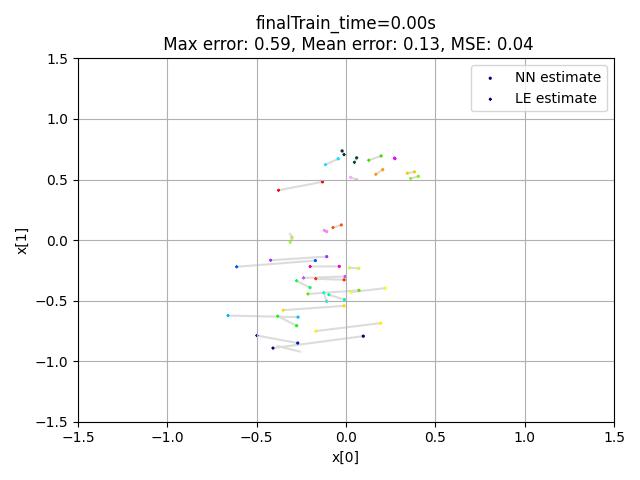 finalTrain_time=0.00s
Max error: 0.59, Mean error: 0.13, MSE: 0.04
1.5
NN estimate
LE estimate
1.0
0.5
x[1]
0.0
−0.5
−1.0
−1.5
−1.5
−1.0
−0.5
0.0
0.5
1.0
1.5
x[0]